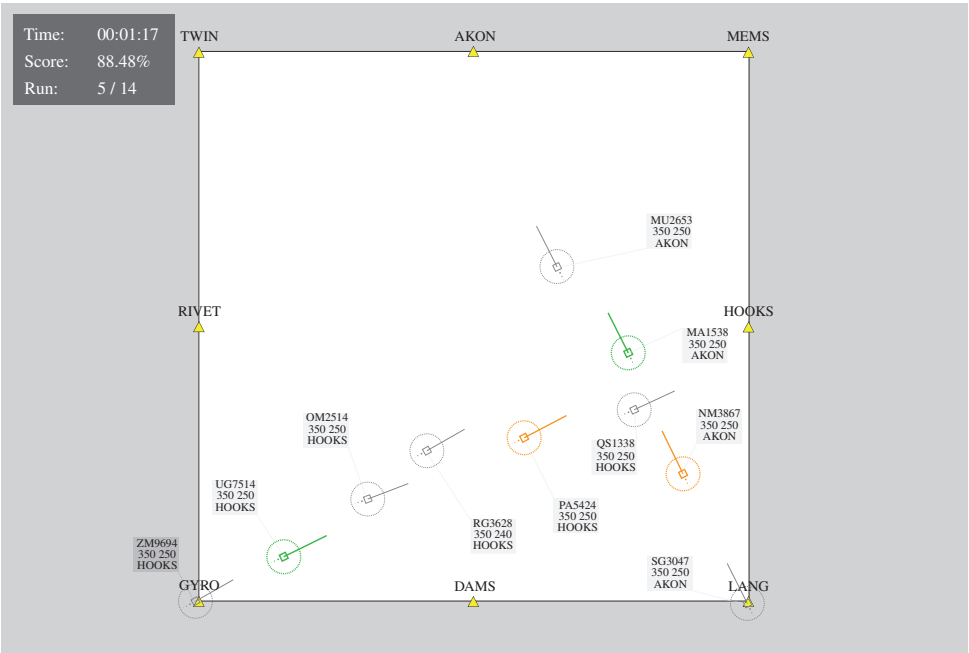 Time: 00:01:17
Score: 88.48%
Run: 5 / 14
TWIN
AKON
MEMS
MU2653
350 250
AKON
RIVET
HOOKS
MA1538
350 250
AKON
OM2514
350 250
HOOKS
NM3867
350 250
AKON
QS1338
350 250
HOOKS
UG7514
350 250
HOOKS
PA5424
350 250
HOOKS
RG3628
350 240
HOOKS
ZM9694
350 250
HOOKS
SG3047
350 250
AKON
GYRO
DAMS
LANG